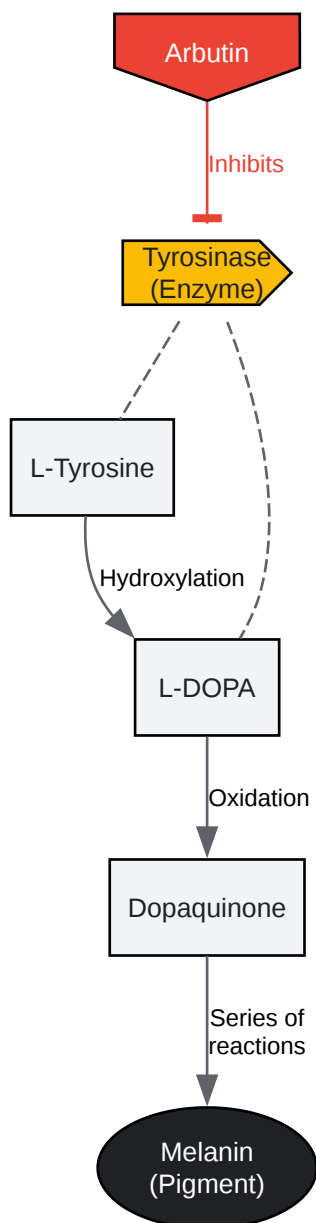 Arbutin
Inhibits
Tyrosinase
(Enzyme)
L-Tyrosine
Hydroxylation
L-DOPA
Oxidation
Dopaquinone
Series of
reactions
Melanin
(Pigment)